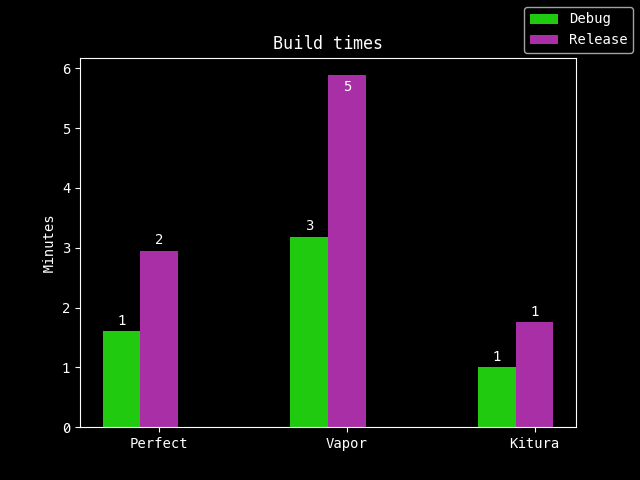 Debug
Release
Build times
6
5
4
3
2
1
0
Minutes
1
2
3
5
1
1
Perfect
Vapor
Kitura